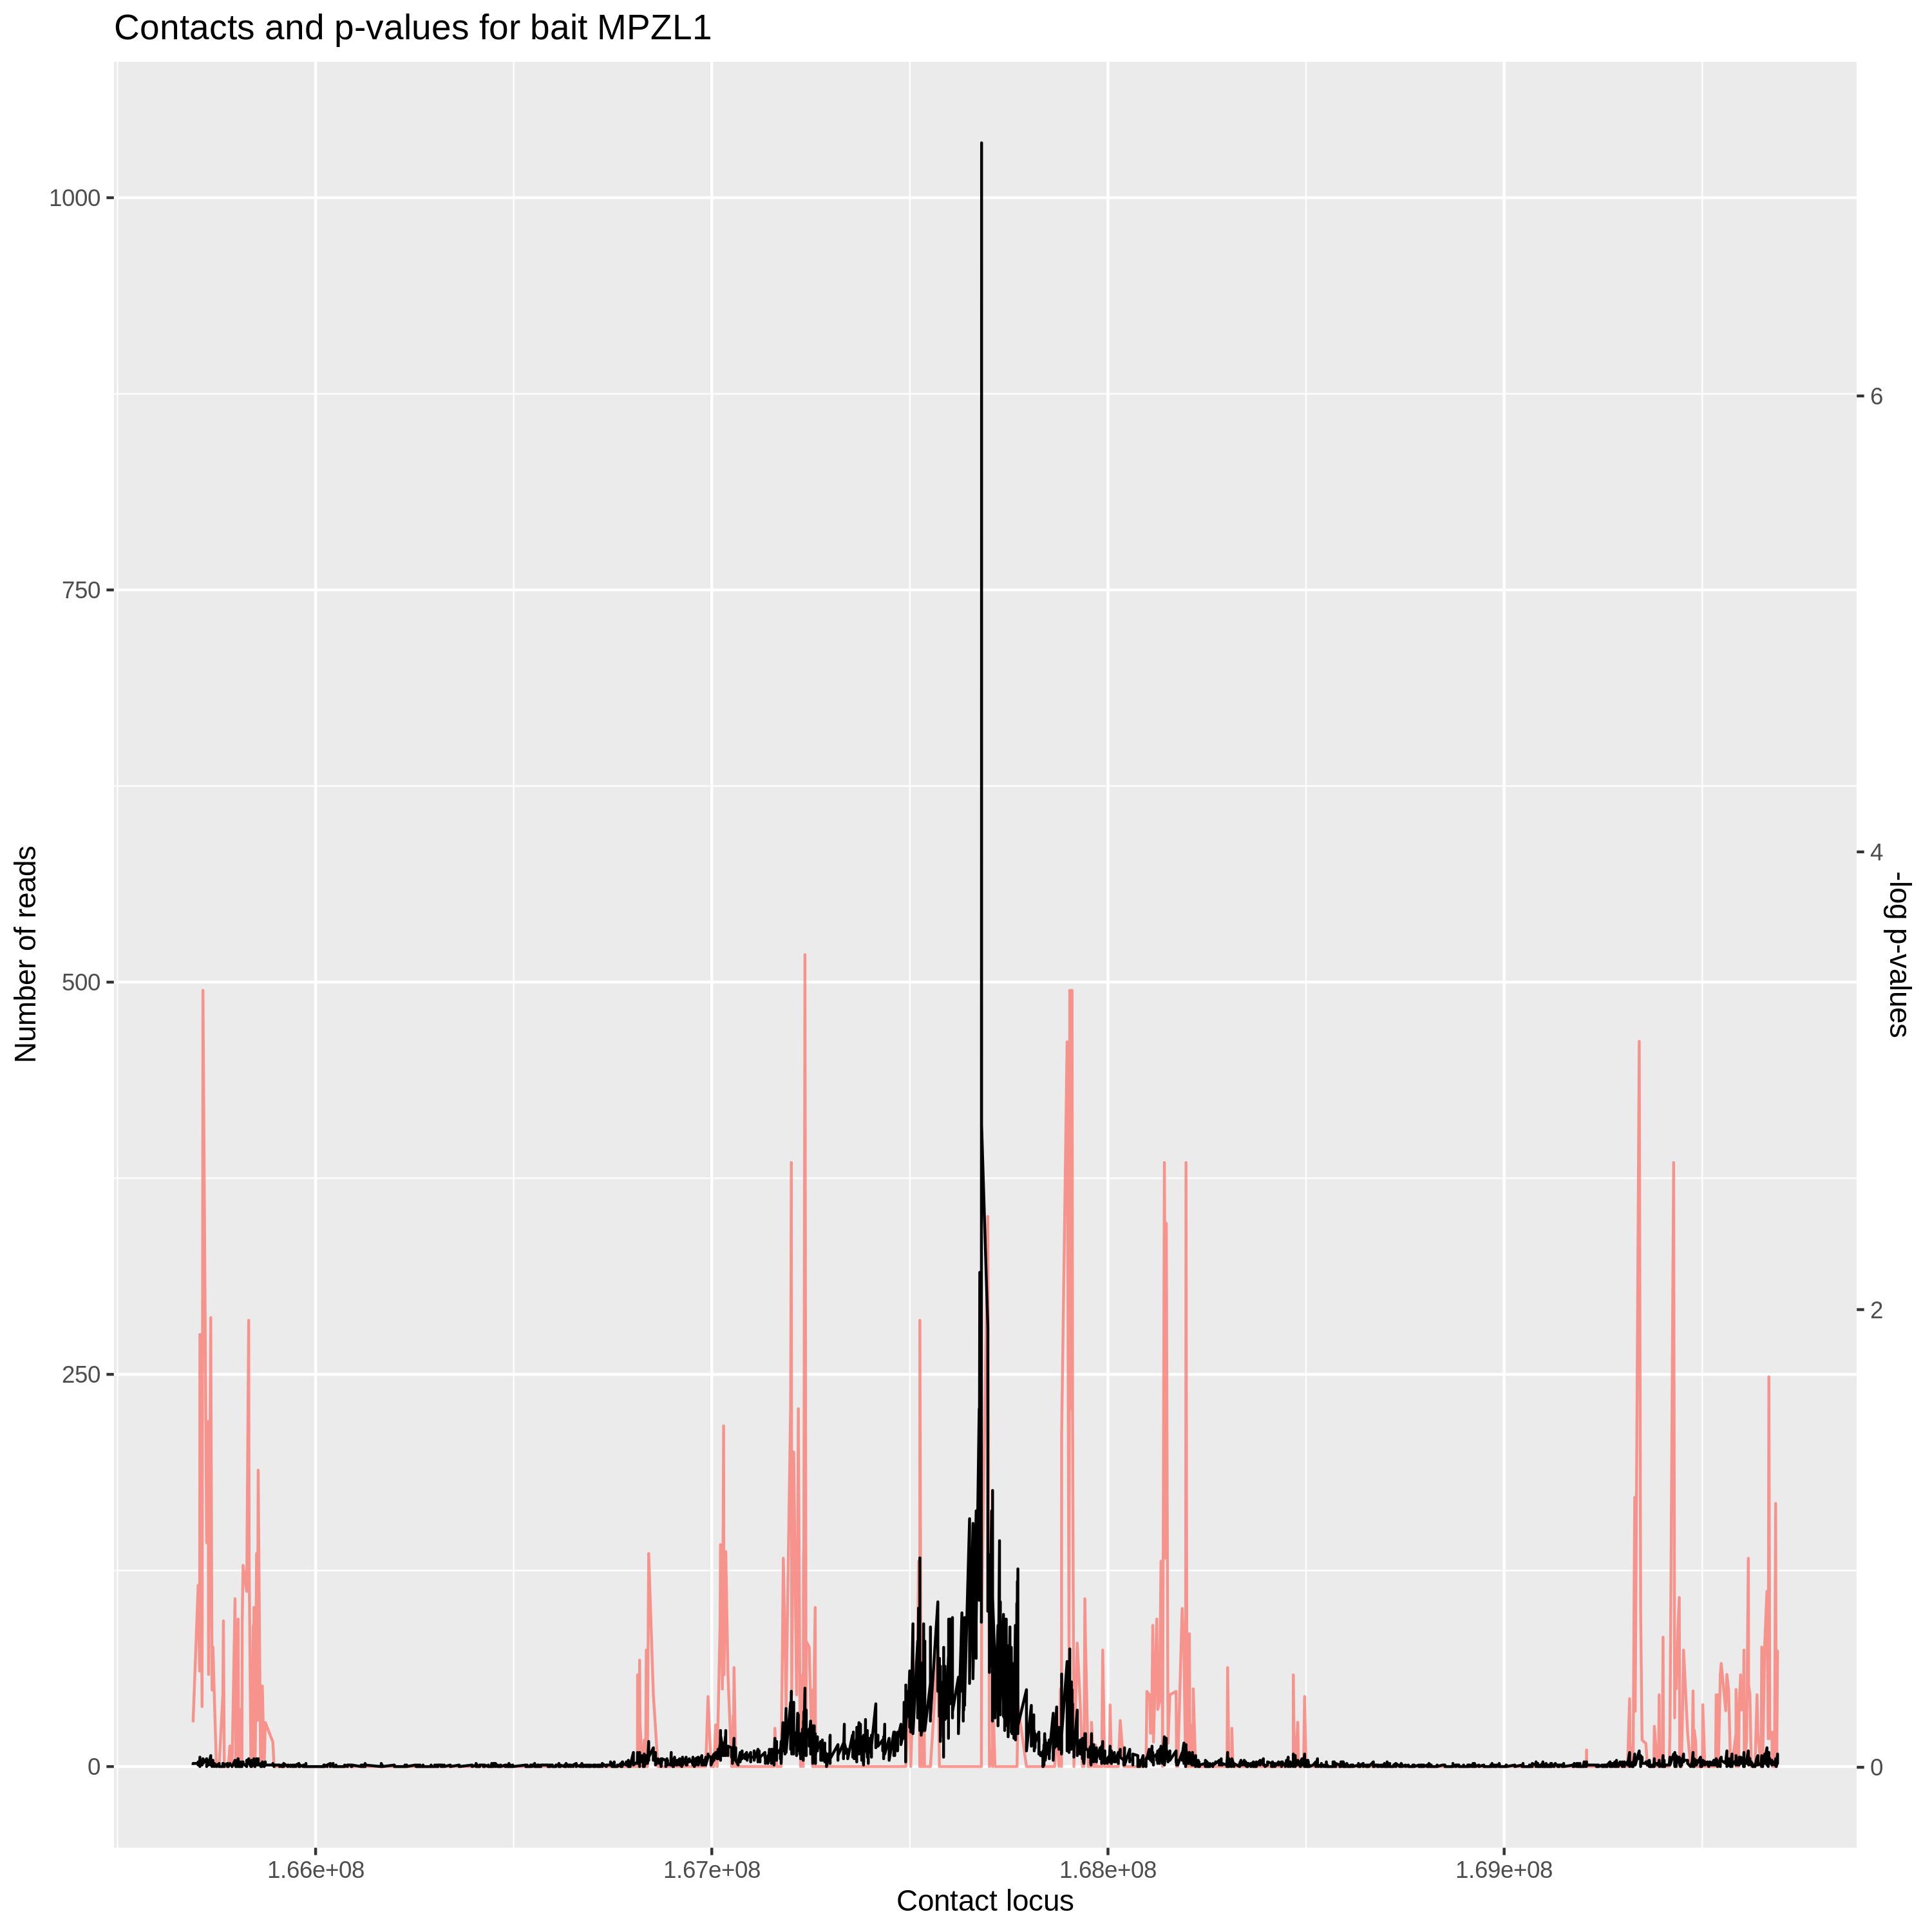 Contacts and p-values for bait MPZL1
1000
750
500
250
0
Number of reads
6
4
2
0
-log p-values
1.66e+08 1.67e+08 1.68e+08 1.69e+08
Contact locus